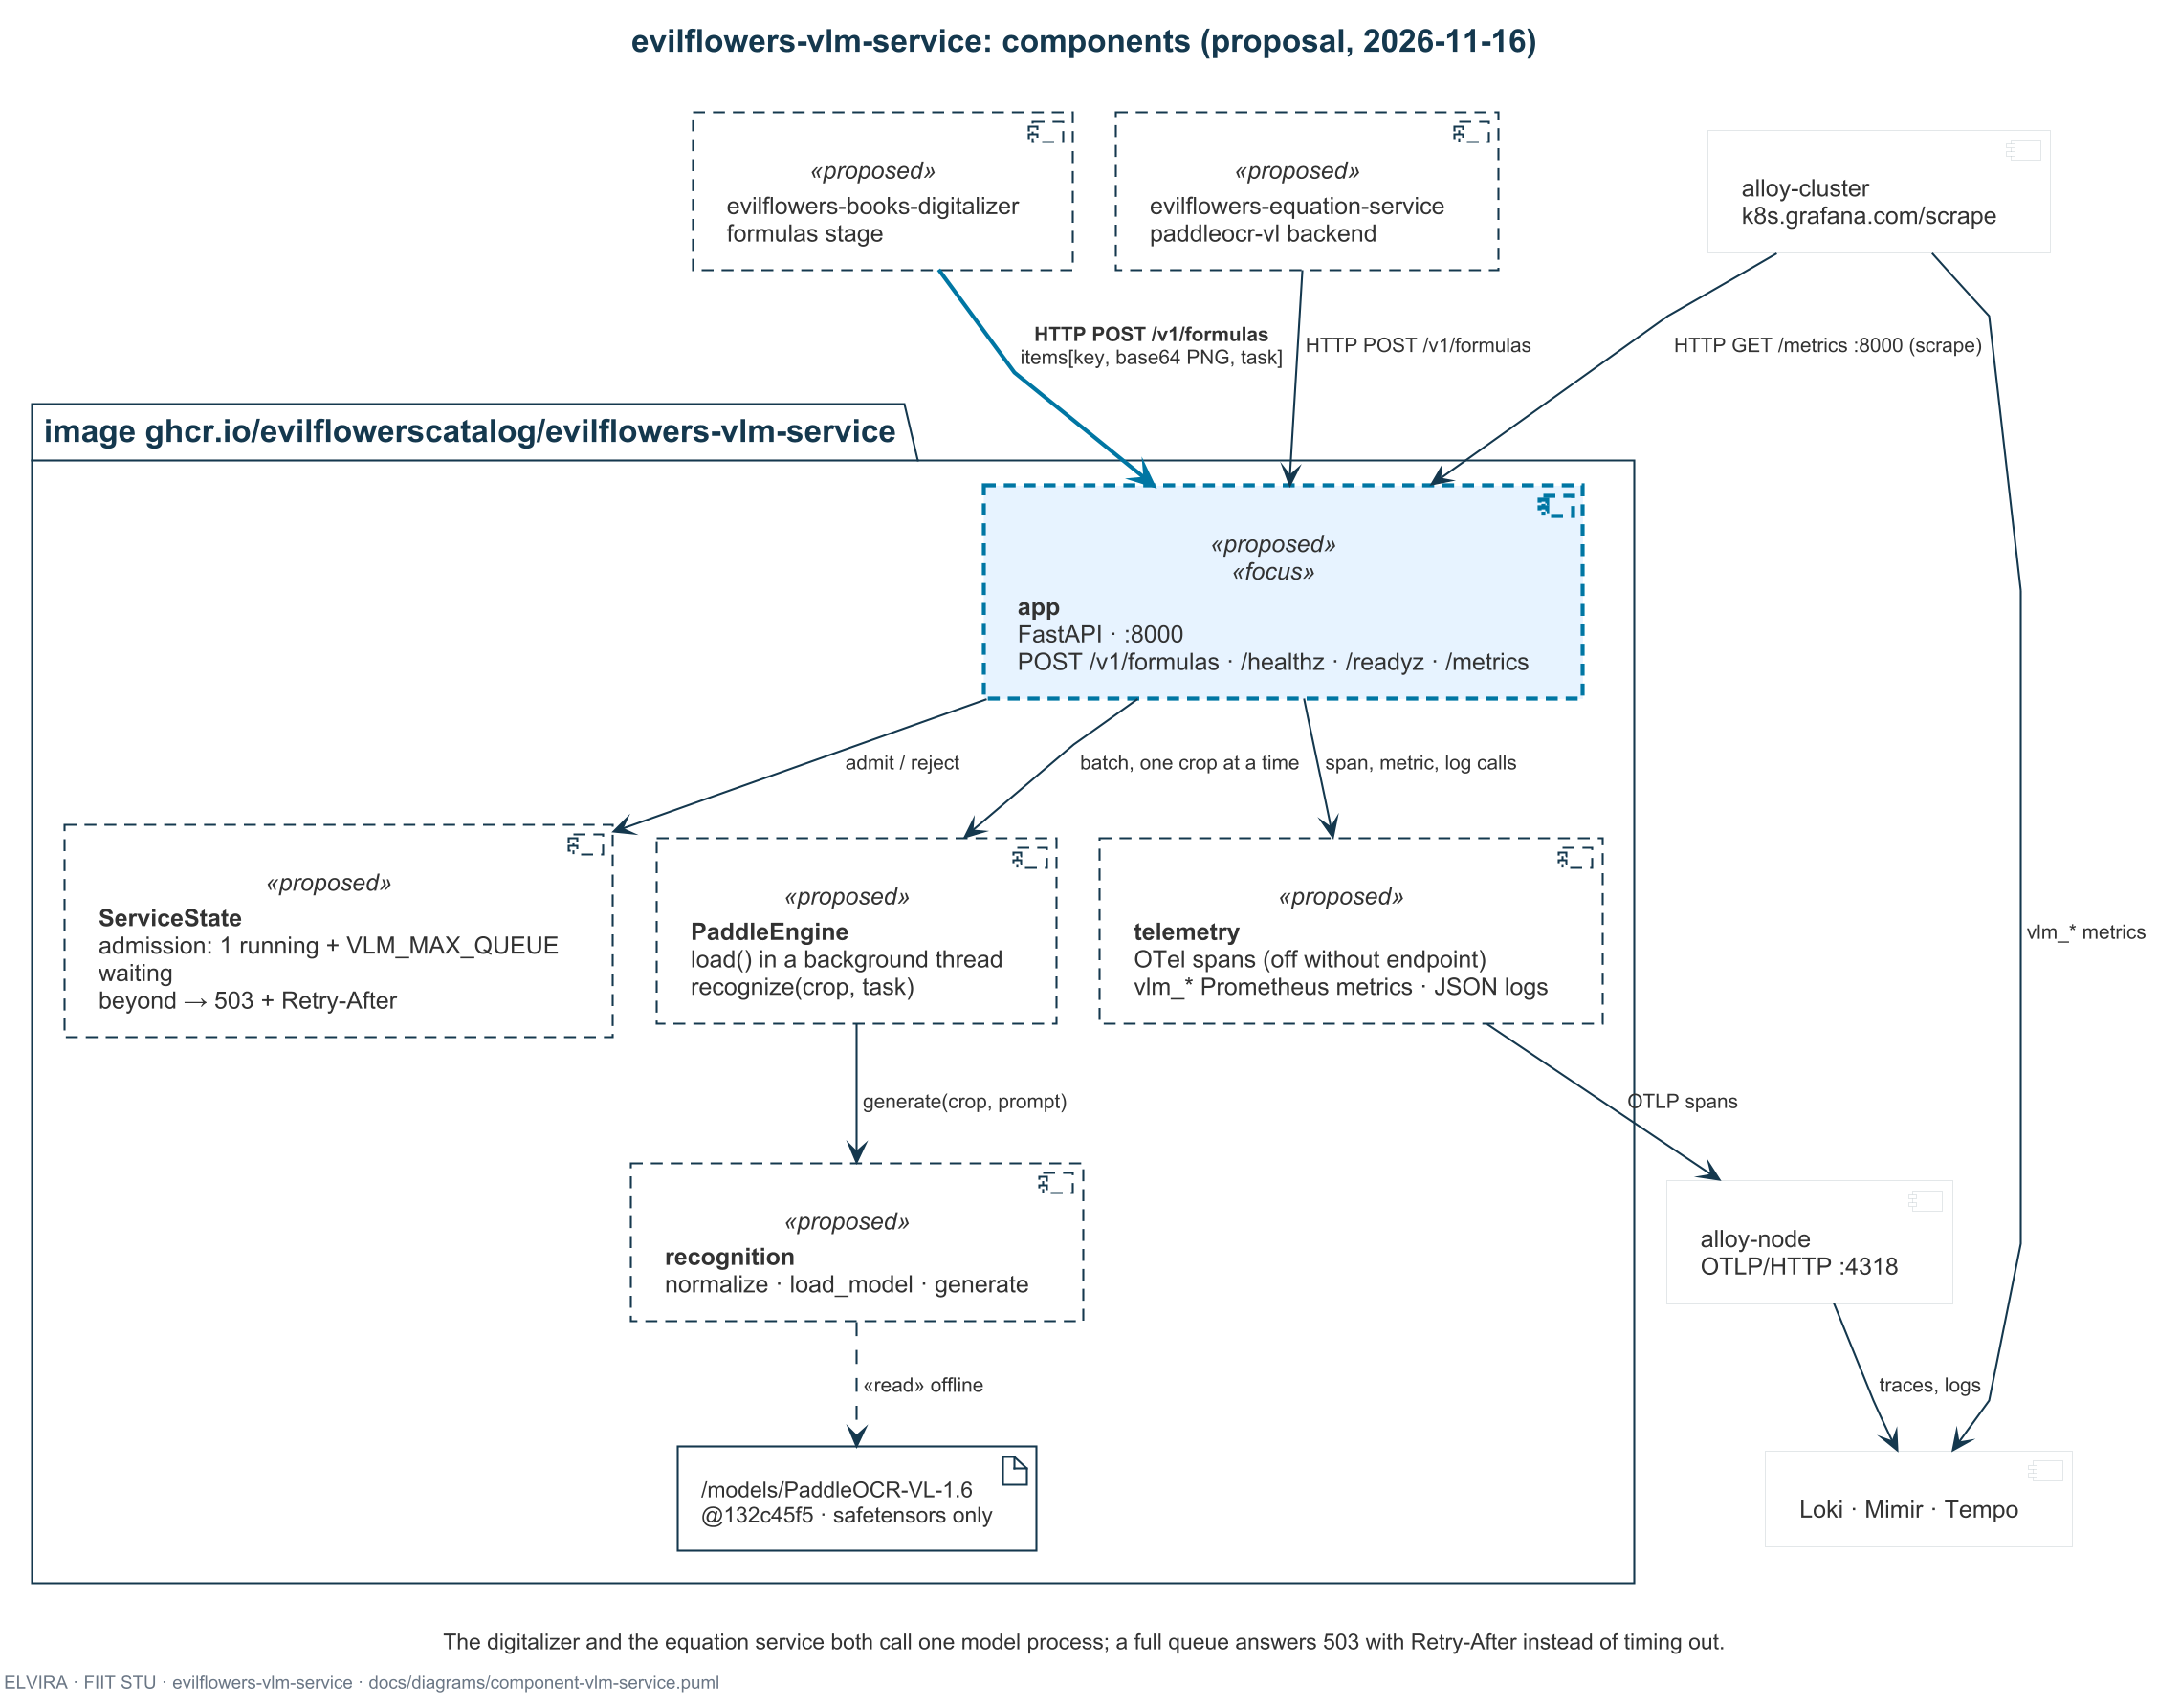 evilflowers-vlm-service: components (proposal, 2026-11-16)
«proposed»
evilflowers-books-digitalizer
formulas stage
«proposed»
evilflowers-equation-service
paddleocr-vl backend
alloy-cluster
k8s.grafana.com/scrape
HTTP POST /v1/formulas
items[key, base64 PNG, task]
HTTP POST /v1/formulas
HTTP GET /metrics :8000 (scrape)
image ghcr.io/evilflowerscatalog/evilflowers-vlm-service
«proposed»
«focus»
app
FastAPI · :8000
POST /v1/formulas · /healthz · /readyz · /metrics
admit / reject
batch, one crop at a time
span, metric, log calls
«proposed»
ServiceState
admission: 1 running + VLM_MAX_QUEUE
waiting
beyond → 503 + Retry-After
«proposed»
PaddleEngine
load() in a background thread
recognize(crop, task)
«proposed»
telemetry
OTel spans (off without endpoint)
vlm_* Prometheus metrics · JSON logs
vlm_* metrics
generate(crop, prompt)
OTLP spans
«proposed»
recognition
normalize · load_model · generate
alloy-node
OTLP/HTTP :4318
«read» offline
traces, logs
/models/PaddleOCR-VL-1.6
@132c45f5 · safetensors only
Loki · Mimir · Tempo
The digitalizer and the equation service both call one model process; a full queue answers 503 with Retry-After instead of timing out.
ELVIRA · FIIT STU · evilflowers-vlm-service · docs/diagrams/component-vlm-service.puml